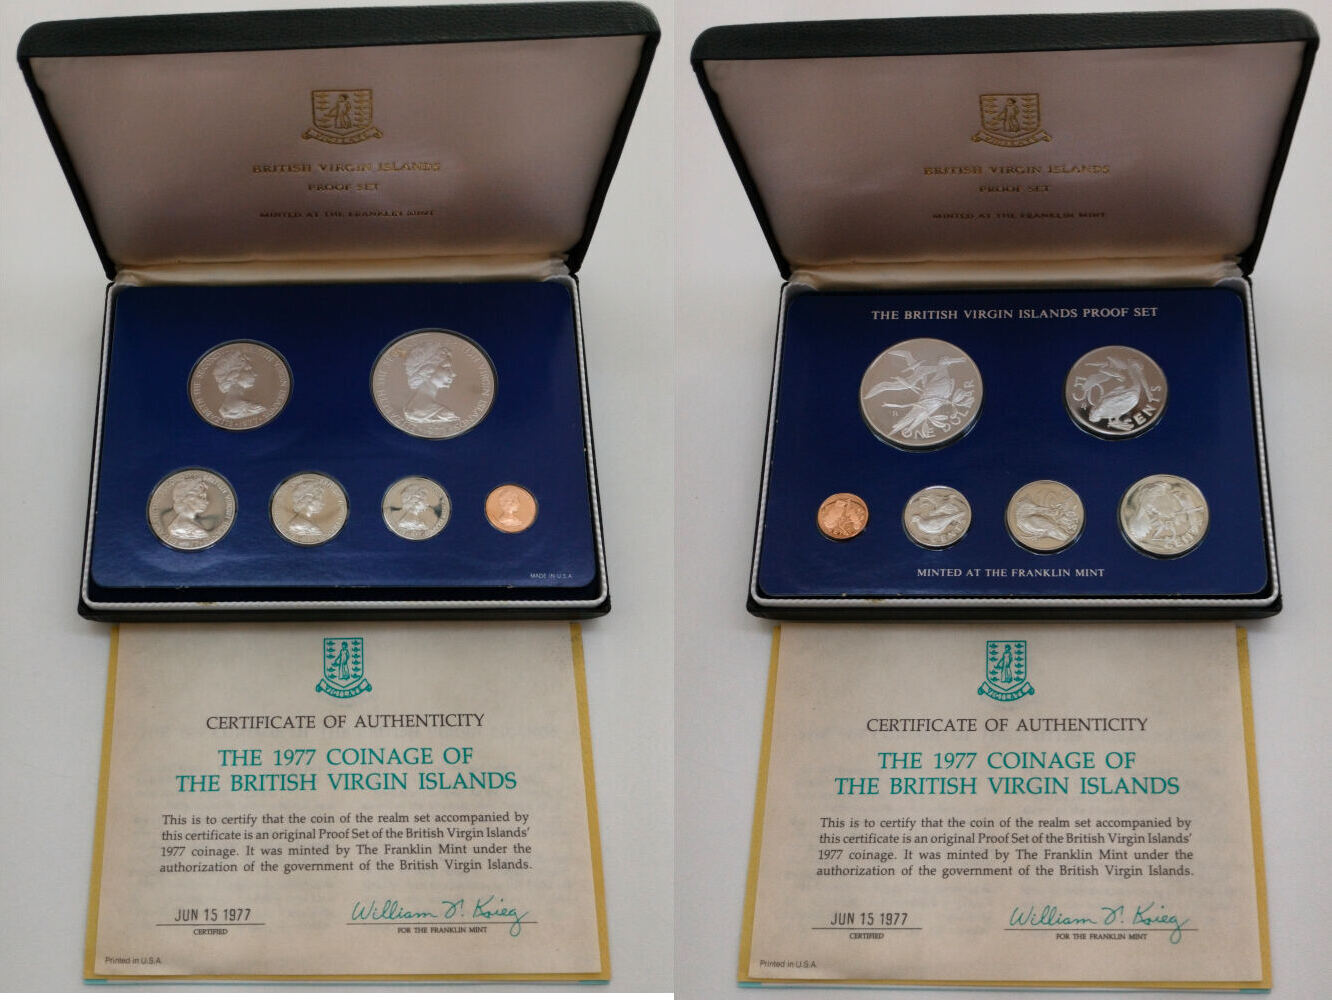 BRITISH VIRGIN ISLANDS
PROOF SET
MINTED AT THE FRANKLIN MINT
MADE IN U.S.A.
CERTIFICATE OF AUTHENTICITY
THE 1977 COINAGE OF
THE BRITISH VIRGIN ISLANDS
This is to certify that the coin of the realm set accompanied by
this certificate is an original Proof Set of the British Virgin Islands'
1977 coinage. It was minted by The Franklin Mint under the
authorization of the government of the British Virgin Islands.
JUN 15 1977
CERTIFIED
William T. Krieg
FOR THE FRANKLIN MINT
Printed in U.S.A.
BRITISH VIRGIN ISLANDS
PROOF SET
MINTED AT THE FRANKLIN MINT
THE BRITISH VIRGIN ISLANDS PROOF SET
ONE DOLLAR
CENTS
MINTED AT THE FRANKLIN MINT
CERTIFICATE OF AUTHENTICITY
THE 1977 COINAGE OF
THE BRITISH VIRGIN ISLANDS
This is to certify that the coin of the realm set accompanied by
this certificate is an original Proof Set of the British Virgin Islands'
1977 coinage. It was minted by The Franklin Mint under the
authorization of the government of the British Virgin Islands.
JUN 15 1977
CERTIFIED
William T. Krieg
FOR THE FRANKLIN MINT
Printed in U.S.A.